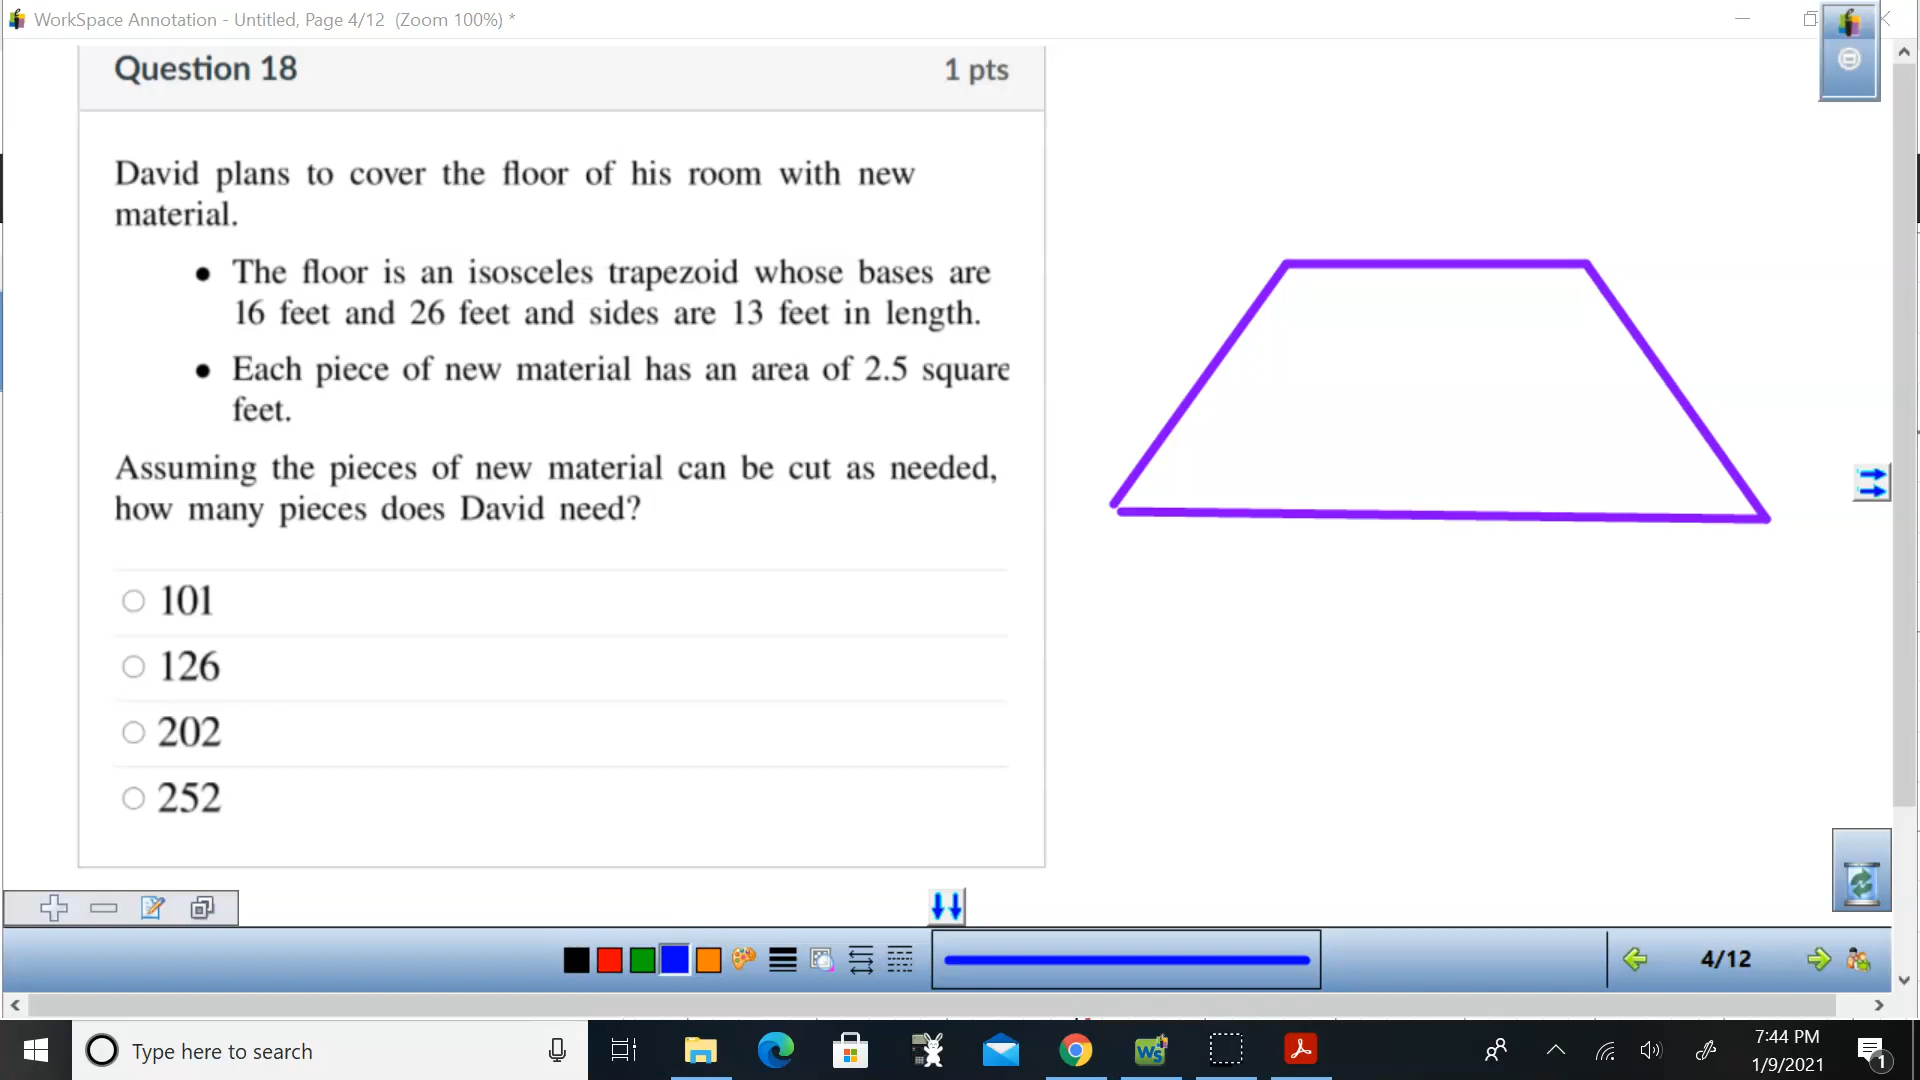 WorkSpace Annotation - Untitled, Page 4/12 (Zoom 100%) *
Question 18
1 pts
David plans to cover the floor of his room with new
material.
● The floor is an isosceles trapezoid whose bases are
16 feet and 26 feet and sides are 13 feet in length.
● Each piece of new material has an area of 2.5 square
feet.
Assuming the pieces of new material can be cut as needed,
how many pieces does David need?
101
126
202
252
4/12
Type here to search
WS
7:44 PM
1/9/2021
1